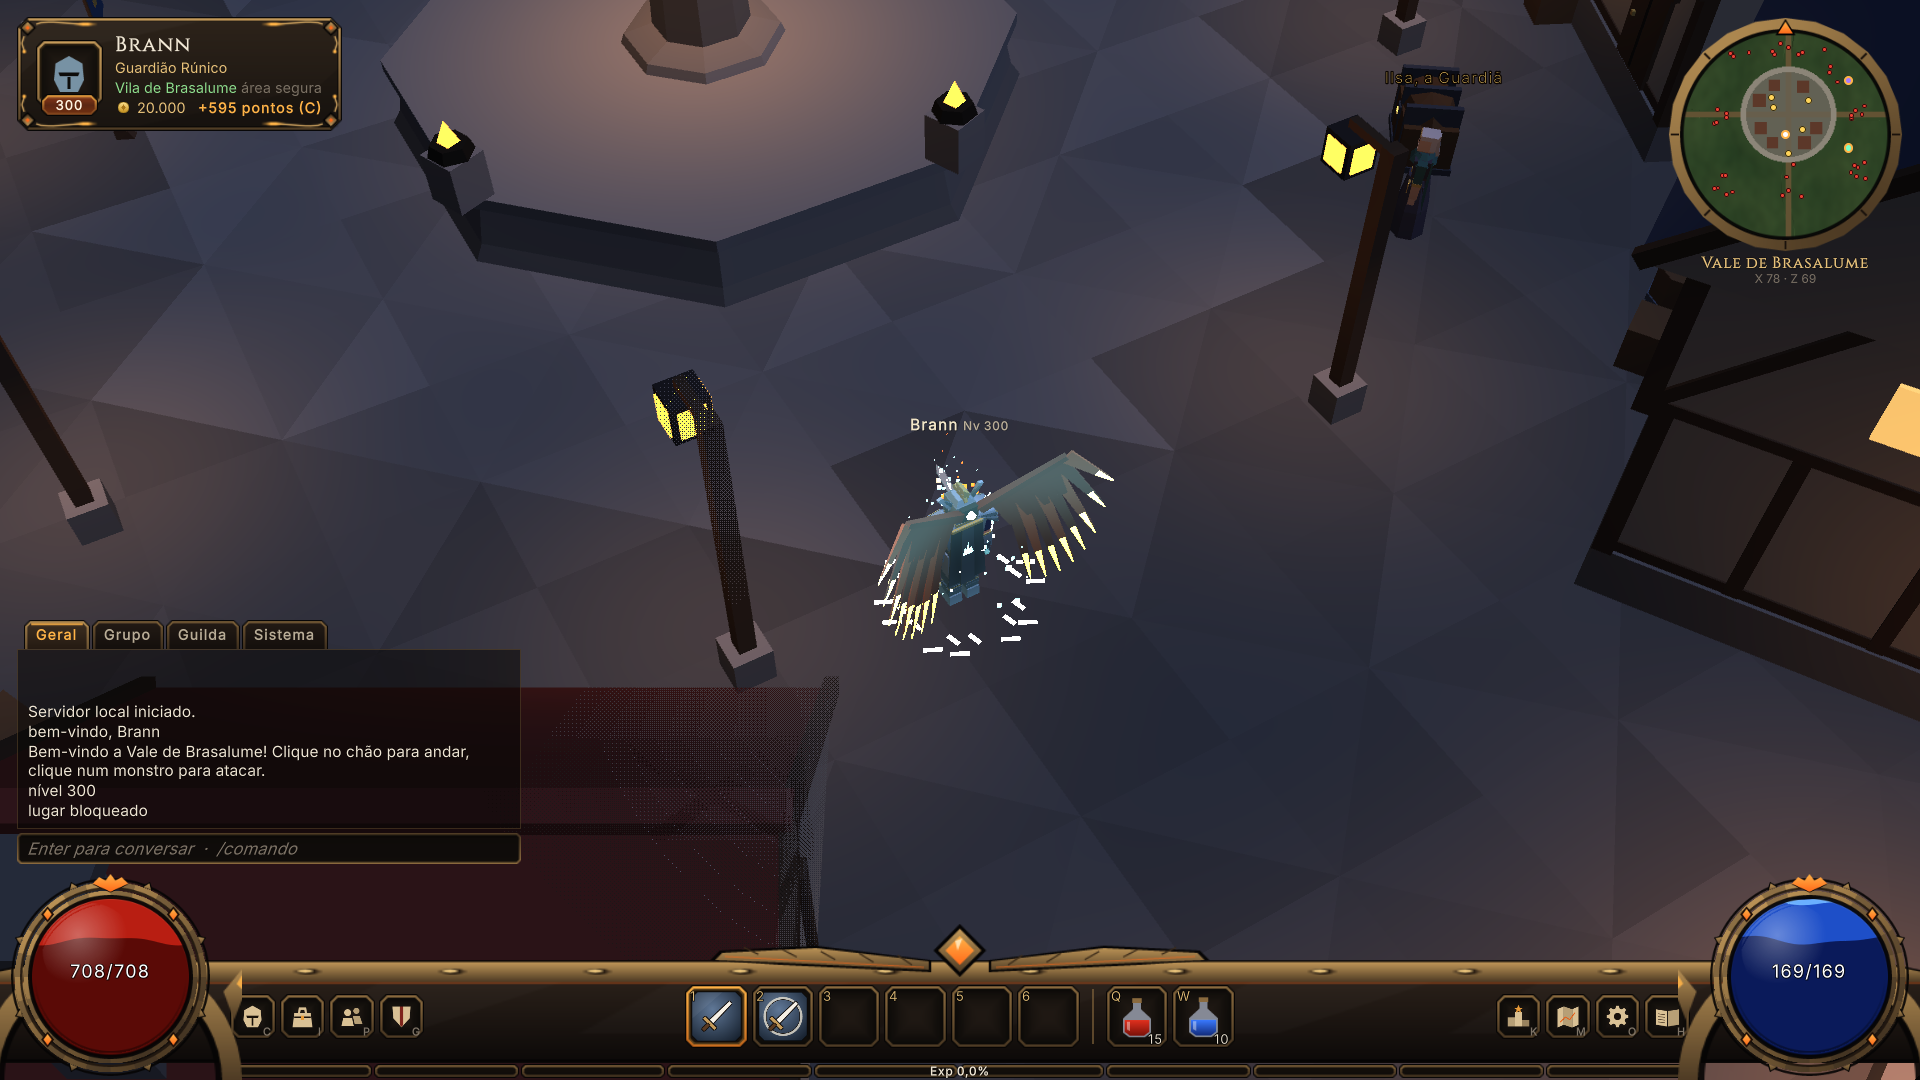 BRANN
Guardião Rúnico
Vila de Brasalume área segura
20.000 +595 pontos (C)
300
Ilsa, a Guardiã
VALE DE BRASALUME
X 78 · Z 69
Brann Nv 300
Geral Grupo Guilda Sistema
Servidor local iniciado.
bem-vindo, Brann
Bem-vindo a Vale de Brasalume! Clique no chão para andar,
clique num monstro para atacar.
nível 300
lugar bloqueado
Enter para conversar · /comando
708/708
169/169
C I P G
1 2 3 4 5 6 Q W
15 10
K M O H
Exp 0,0%